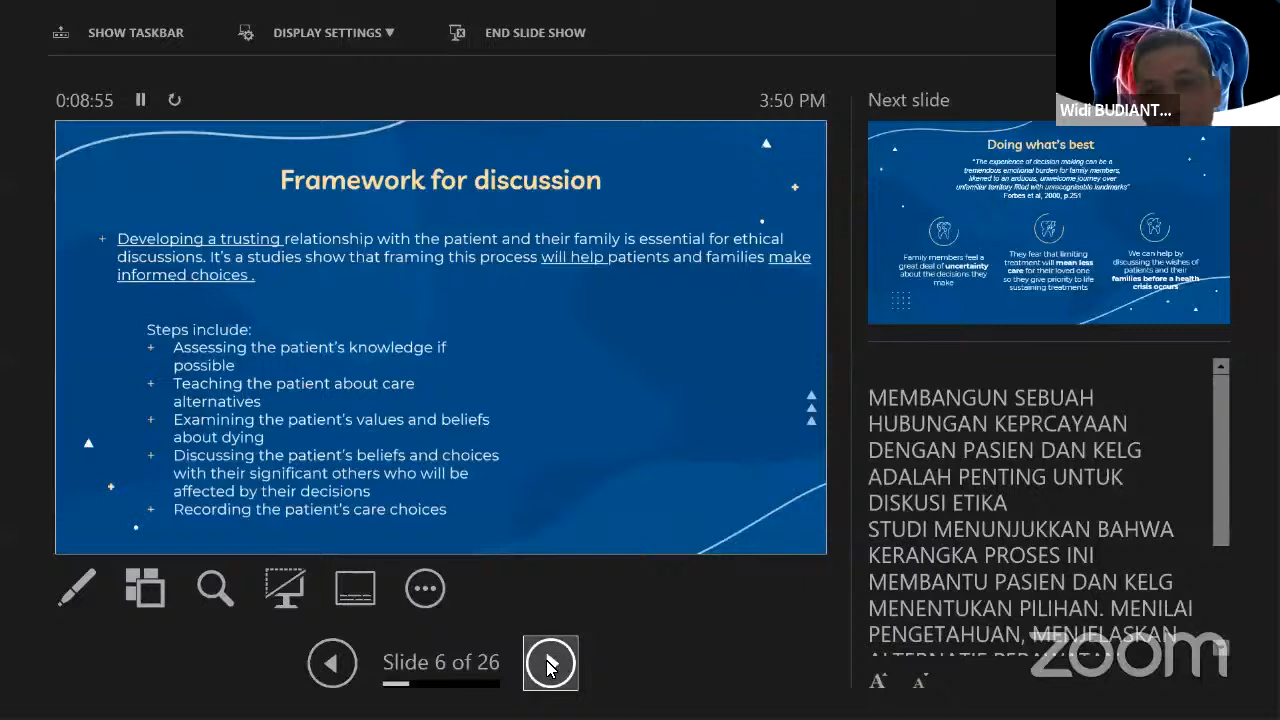 SHOW TASKBAR
DISPLAY SETTINGS ▼
END SLIDE SHOW
Widi BUDIANT...
0:08:55
3:50 PM
Next slide
Framework for discussion
+ Developing a trusting relationship with the patient and their family is essential for ethical
discussions. It's a studies show that framing this process will help patients and families make
informed choices .
Steps include:
+ Assessing the patient's knowledge if
possible
+ Teaching the patient about care
alternatives
+ Examining the patient's values and beliefs
about dying
+ Discussing the patient's beliefs and choices
with their significant others who will be
affected by their decisions
+ Recording the patient's care choices
Doing what's best
"The experience of decision making can be a
tremendous emotional burden for family members,
likened to an arduous, unwelcome journey over
unfamiliar territory filled with unrecognisable landmarks"
Forbes et al, 2000, p.251
Family members feel a
great deal of uncertainty
about the decisions they
make
They fear that limiting
treatment will mean less
care for their loved one
so they give priority to life
sustaining treatments
We can help by
discussing the wishes of
patients and their
families before a health
crisis occurs
MEMBANGUN SEBUAH
HUBUNGAN KEPRCAYAAN
DENGAN PASIEN DAN KELG
ADALAH PENTING UNTUK
DISKUSI ETIKA
STUDI MENUNJUKKAN BAHWA
KERANGKA PROSES INI
MEMBANTU PASIEN DAN KELG
MENENTUKAN PILIHAN. MENILAI
PENGETAHUAN, MENJELASKAN
Slide 6 of 26
A A
zoom